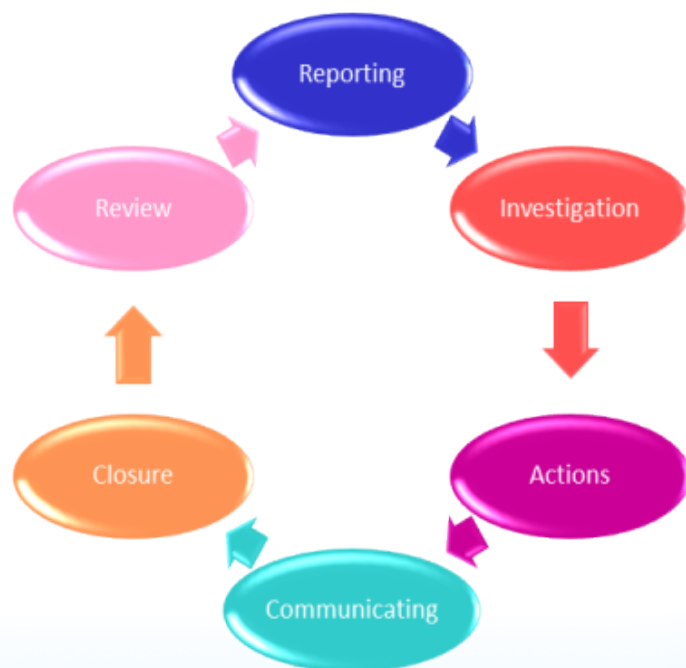 Reporting
Investigation
Actions
Communicating
Closure
Review